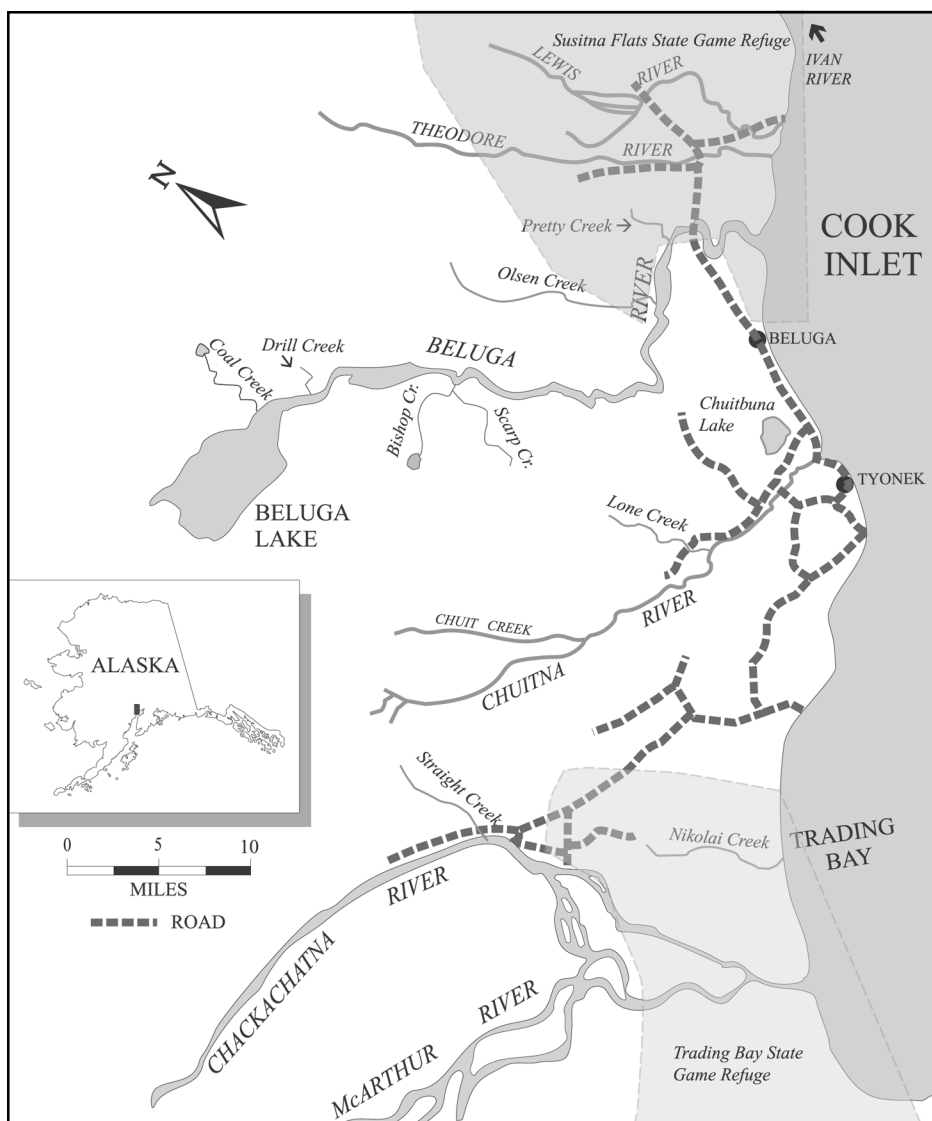 Susitna Flats State Game Refuge
IVAN
RIVER
LEWIS
RIVER
THEODORE
RIVER
N
Pretty Creek
COOK
INLET
Olsen Creek
RIVER
BELUGA
Drill Creek
BELUGA
Coal Creek
Bishop Cr.
Scarp Cr.
Chuitbuna
Lake
TYONEK
BELUGA
LAKE
Lone Creek
RIVER
CHUIT CREEK
CHUITNA
ALASKA
Straight Creek
Nikolai Creek
TRADING
BAY
0 5 10
MILES
ROAD
RIVER
CHACKACHATNA
RIVER
McARTHUR
Trading Bay State
Game Refuge